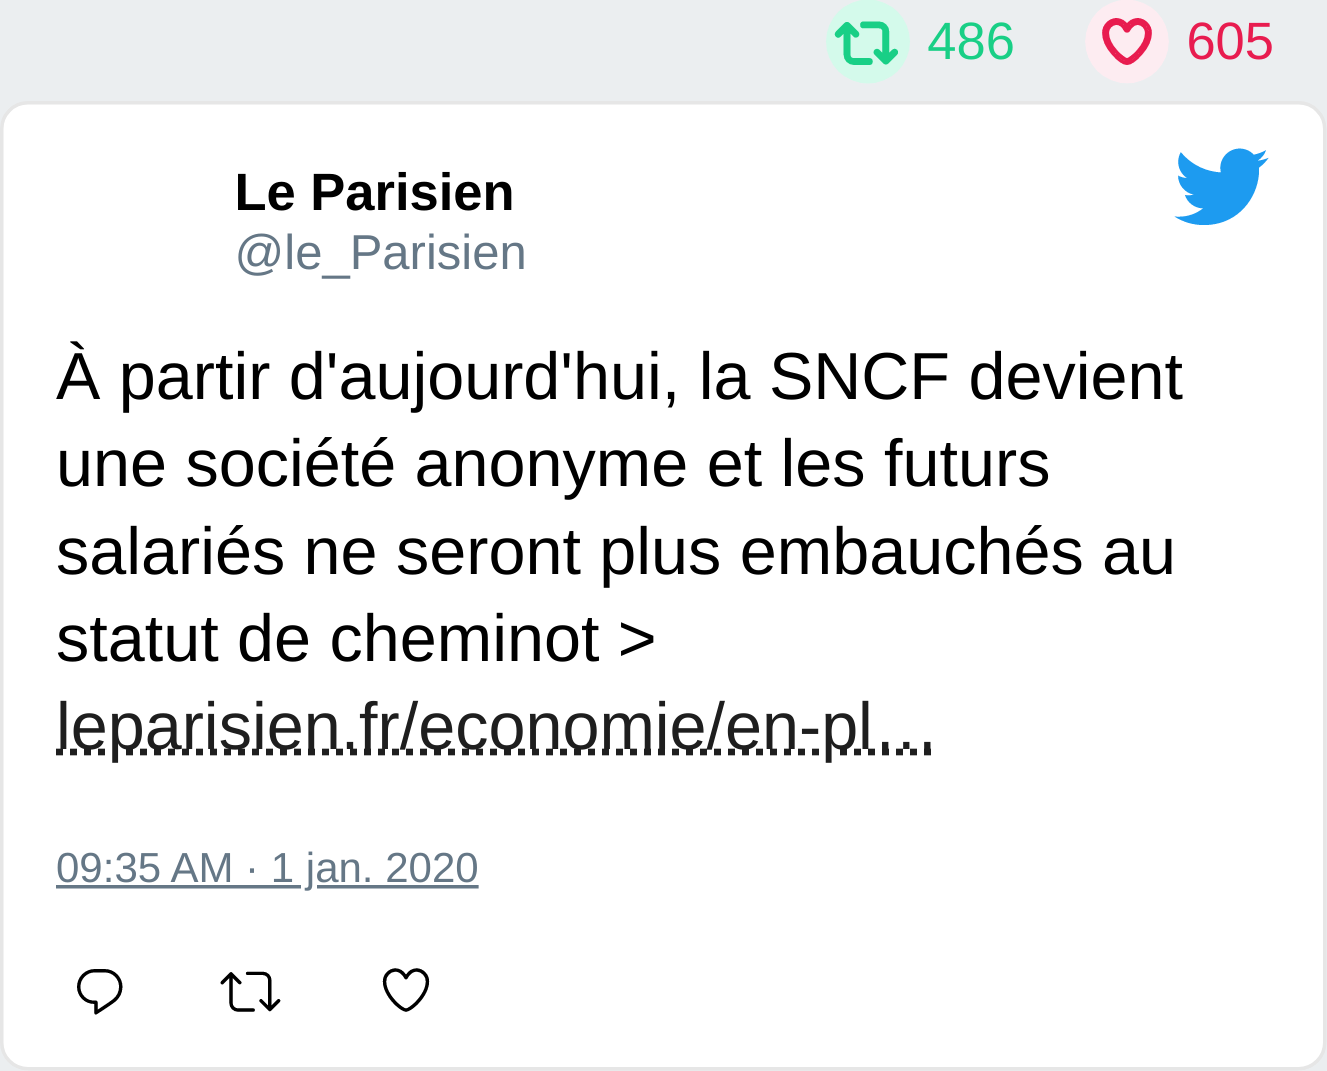 486 605
Le Parisien
@le_Parisien
À partir d'aujourd'hui, la SNCF devient
une société anonyme et les futurs
salariés ne seront plus embauchés au
statut de cheminot >
leparisien.fr/economie/en-pl...
09:35 AM · 1 jan. 2020